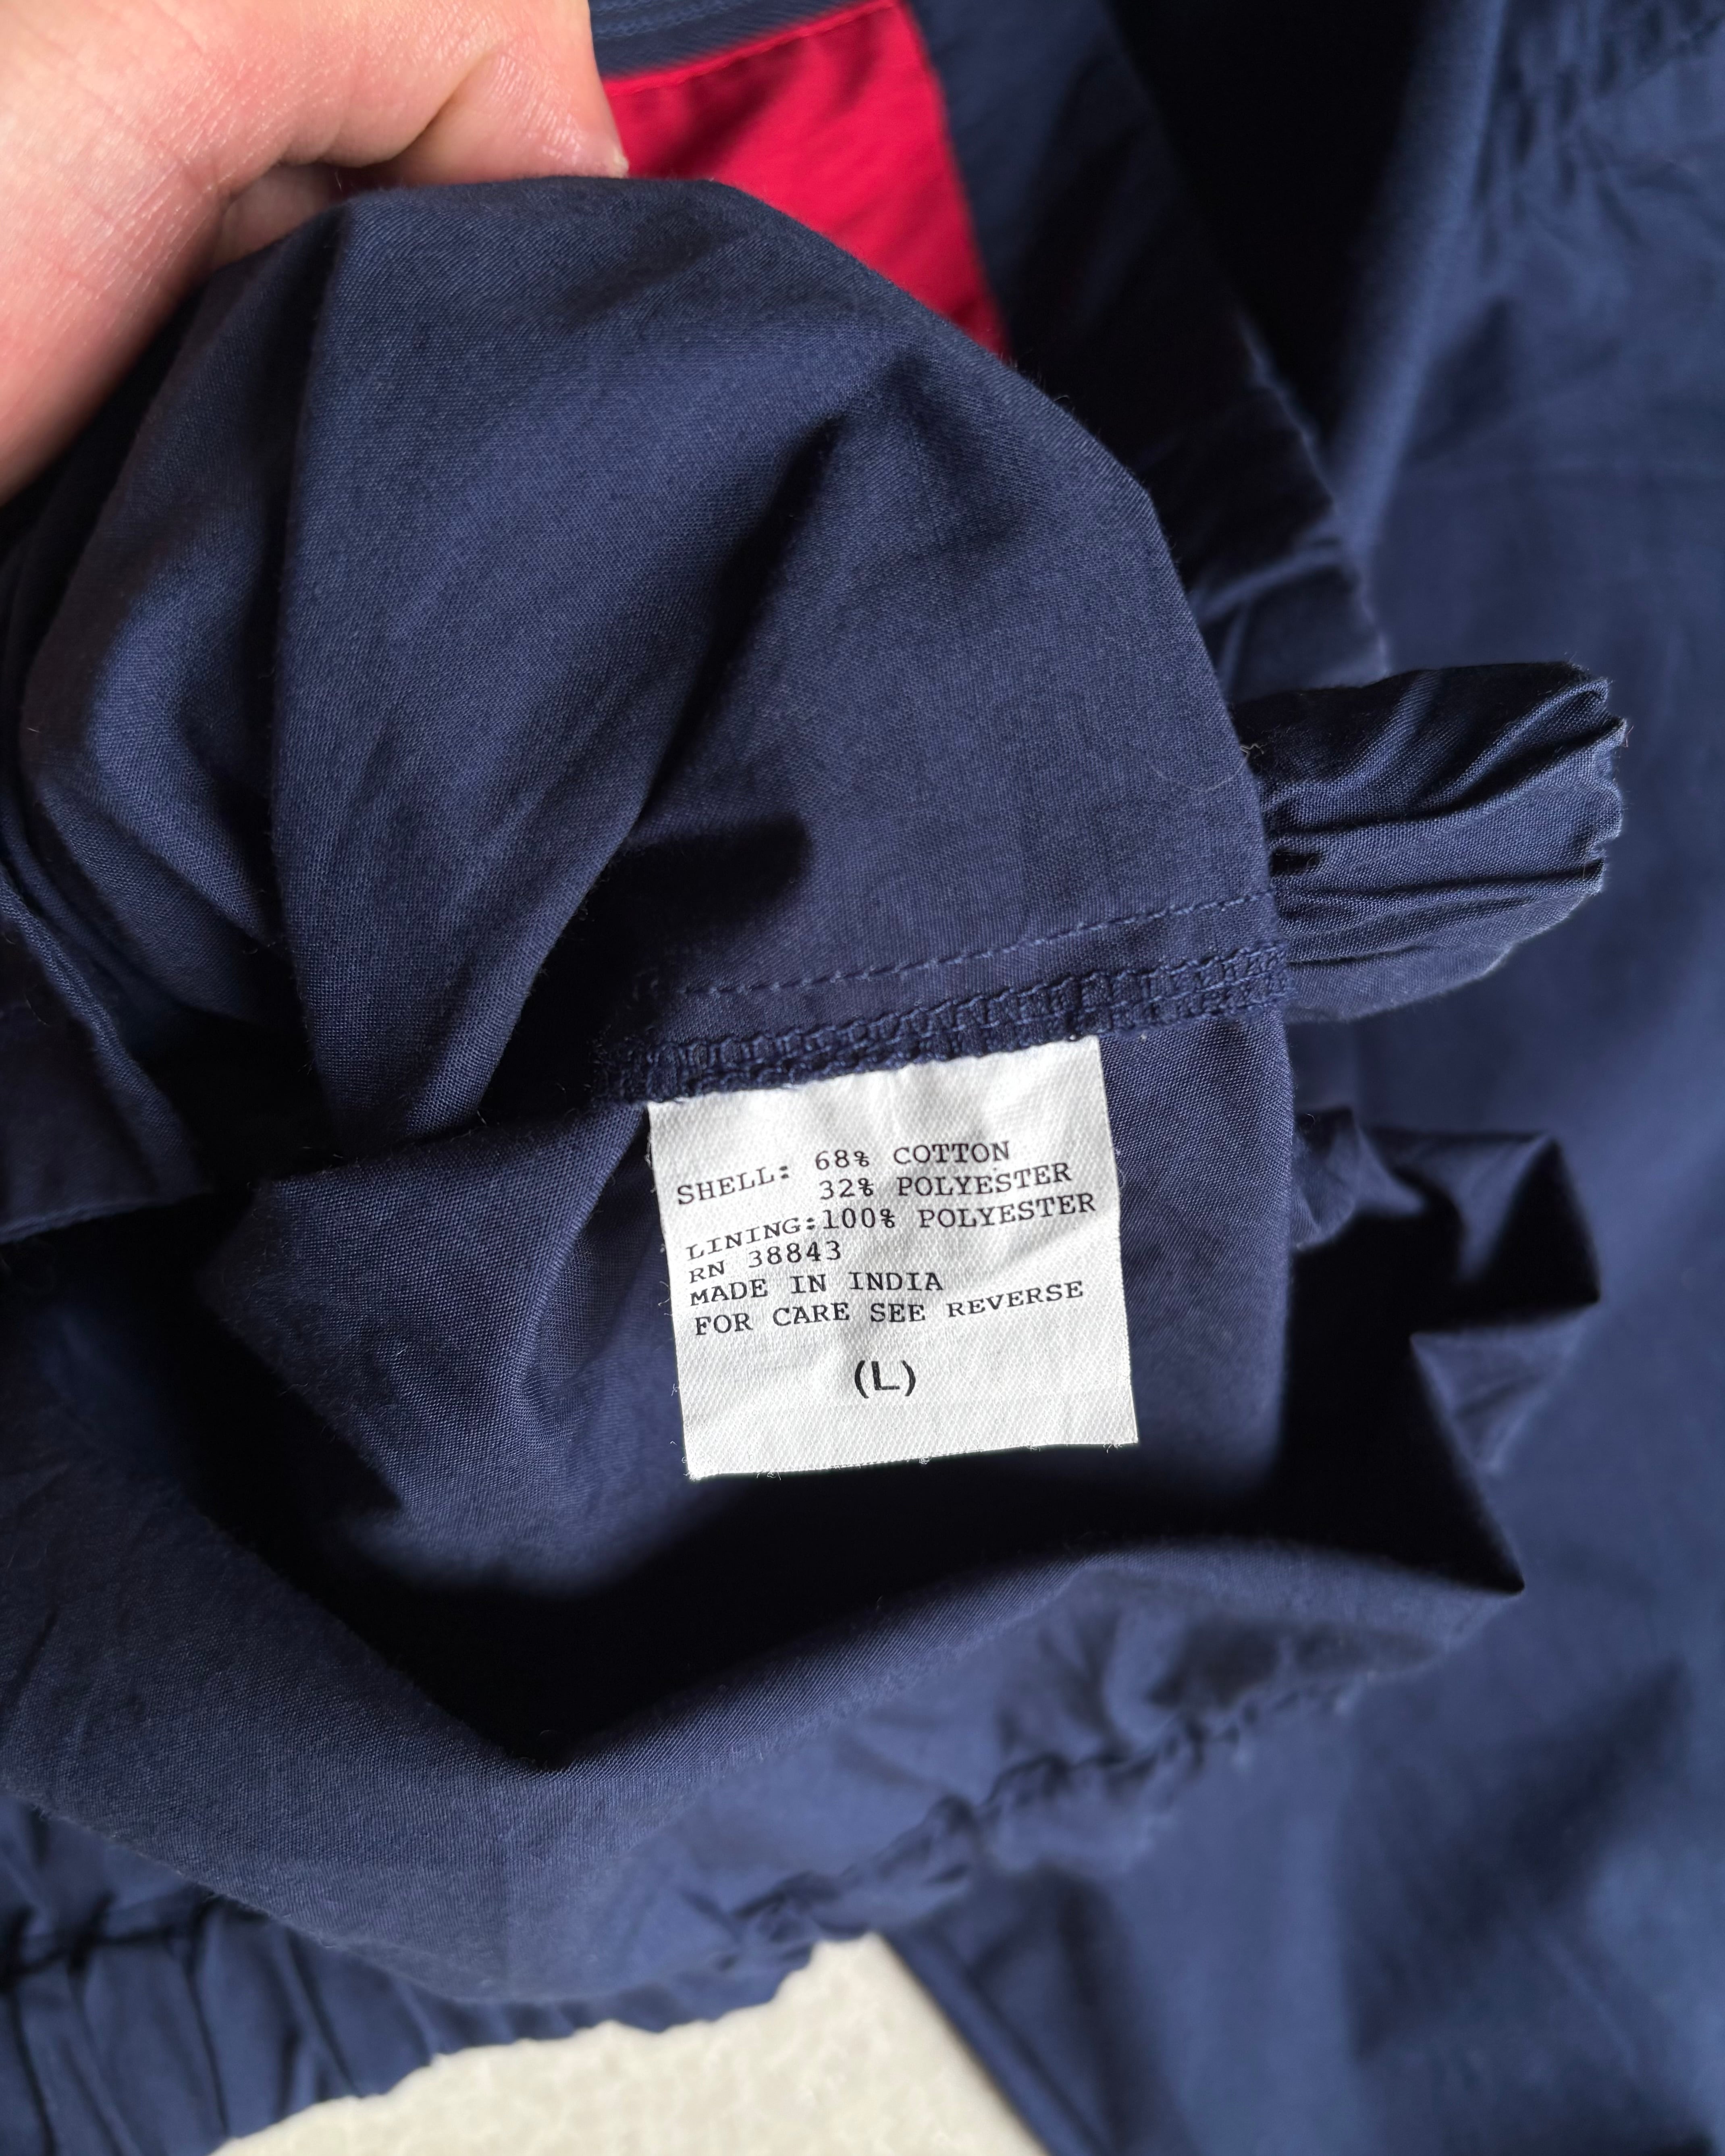 SHELL: 68% COTTON
32% POLYESTER
LINING:100% POLYESTER
RN 38843
MADE IN INDIA
FOR CARE SEE REVERSE
(L)